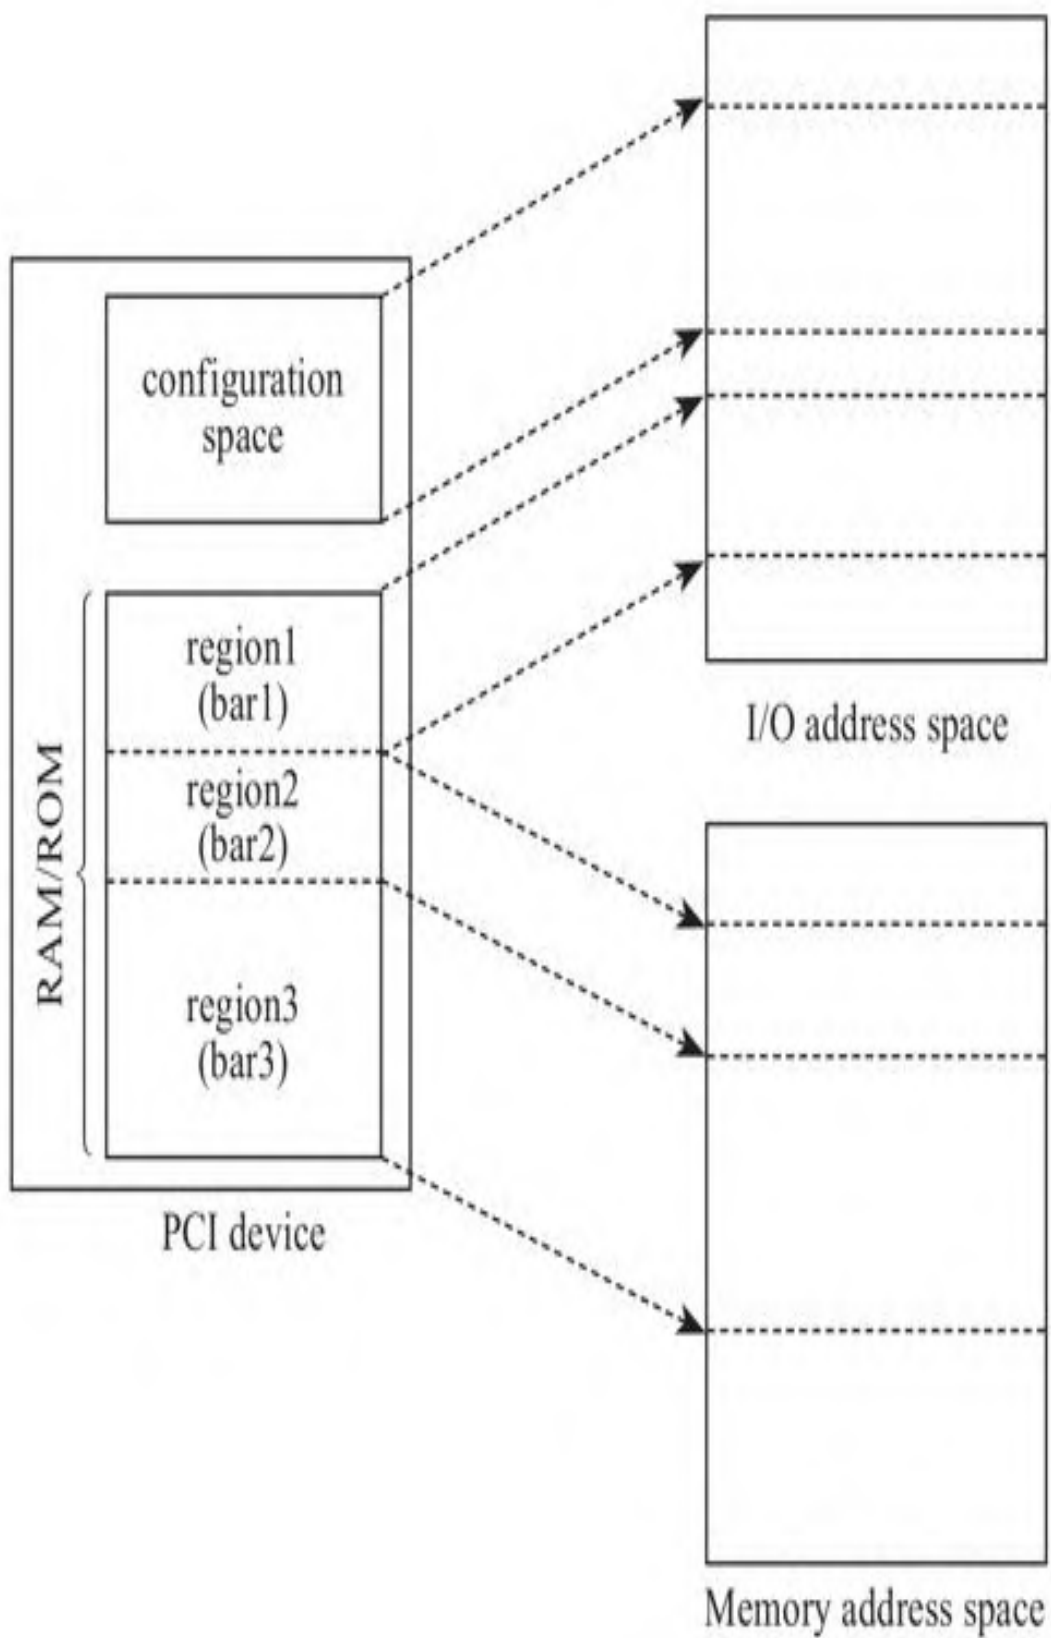 configuration
space
region1
(bar1)
region2
(bar2)
region3
(bar3)
RAM/ROM
PCI device
I/O address space
Memory address space